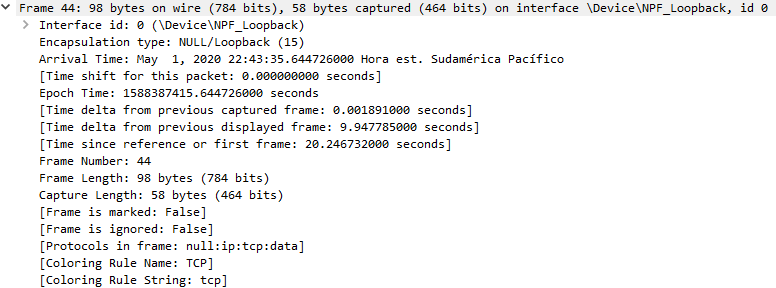 Frame 44: 98 bytes on wire (784 bits), 58 bytes captured (464 bits) on interface \Device\NPF_Loopback, id 0
Interface id: 0 (\Device\NPF_Loopback)
Encapsulation type: NULL/Loopback (15)
Arrival Time: May  1, 2020 22:43:35.644726000 Hora est. Sudamérica Pacífico
[Time shift for this packet: 0.000000000 seconds]
Epoch Time: 1588387415.644726000 seconds
[Time delta from previous captured frame: 0.001891000 seconds]
[Time delta from previous displayed frame: 9.947785000 seconds]
[Time since reference or first frame: 20.246732000 seconds]
Frame Number: 44
Frame Length: 98 bytes (784 bits)
Capture Length: 58 bytes (464 bits)
[Frame is marked: False]
[Frame is ignored: False]
[Protocols in frame: null:ip:tcp:data]
[Coloring Rule Name: TCP]
[Coloring Rule String: tcp]